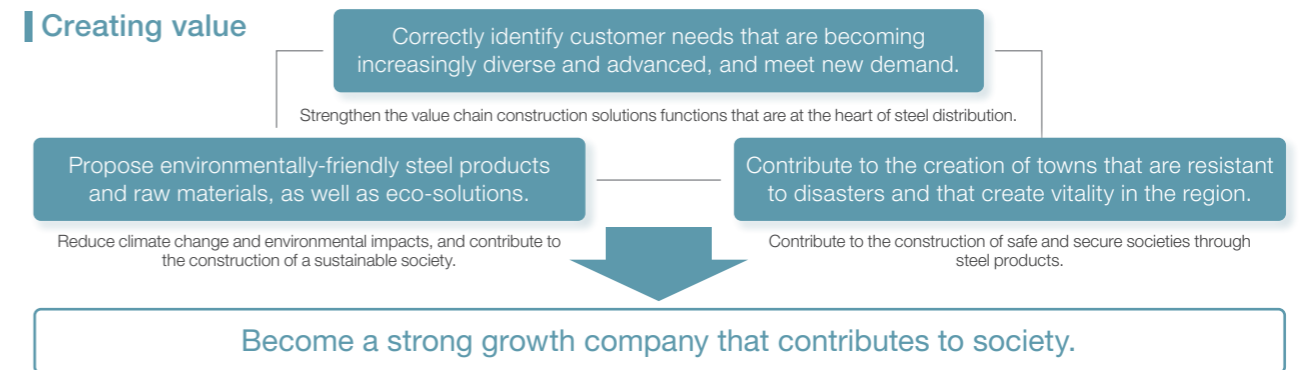 Creating value
Correctly identify customer needs that are becoming
increasingly diverse and advanced, and meet new demand.
Strengthen the value chain construction solutions functions that are at the heart of steel distribution.
Propose environmentally-friendly steel products
and raw materials, as well as eco-solutions.
Reduce climate change and environmental impacts, and contribute to
the construction of a sustainable society.
Contribute to the creation of towns that are resistant
to disasters and that create vitality in the region.
Contribute to the construction of safe and secure societies through
steel products.
Become a strong growth company that contributes to society.